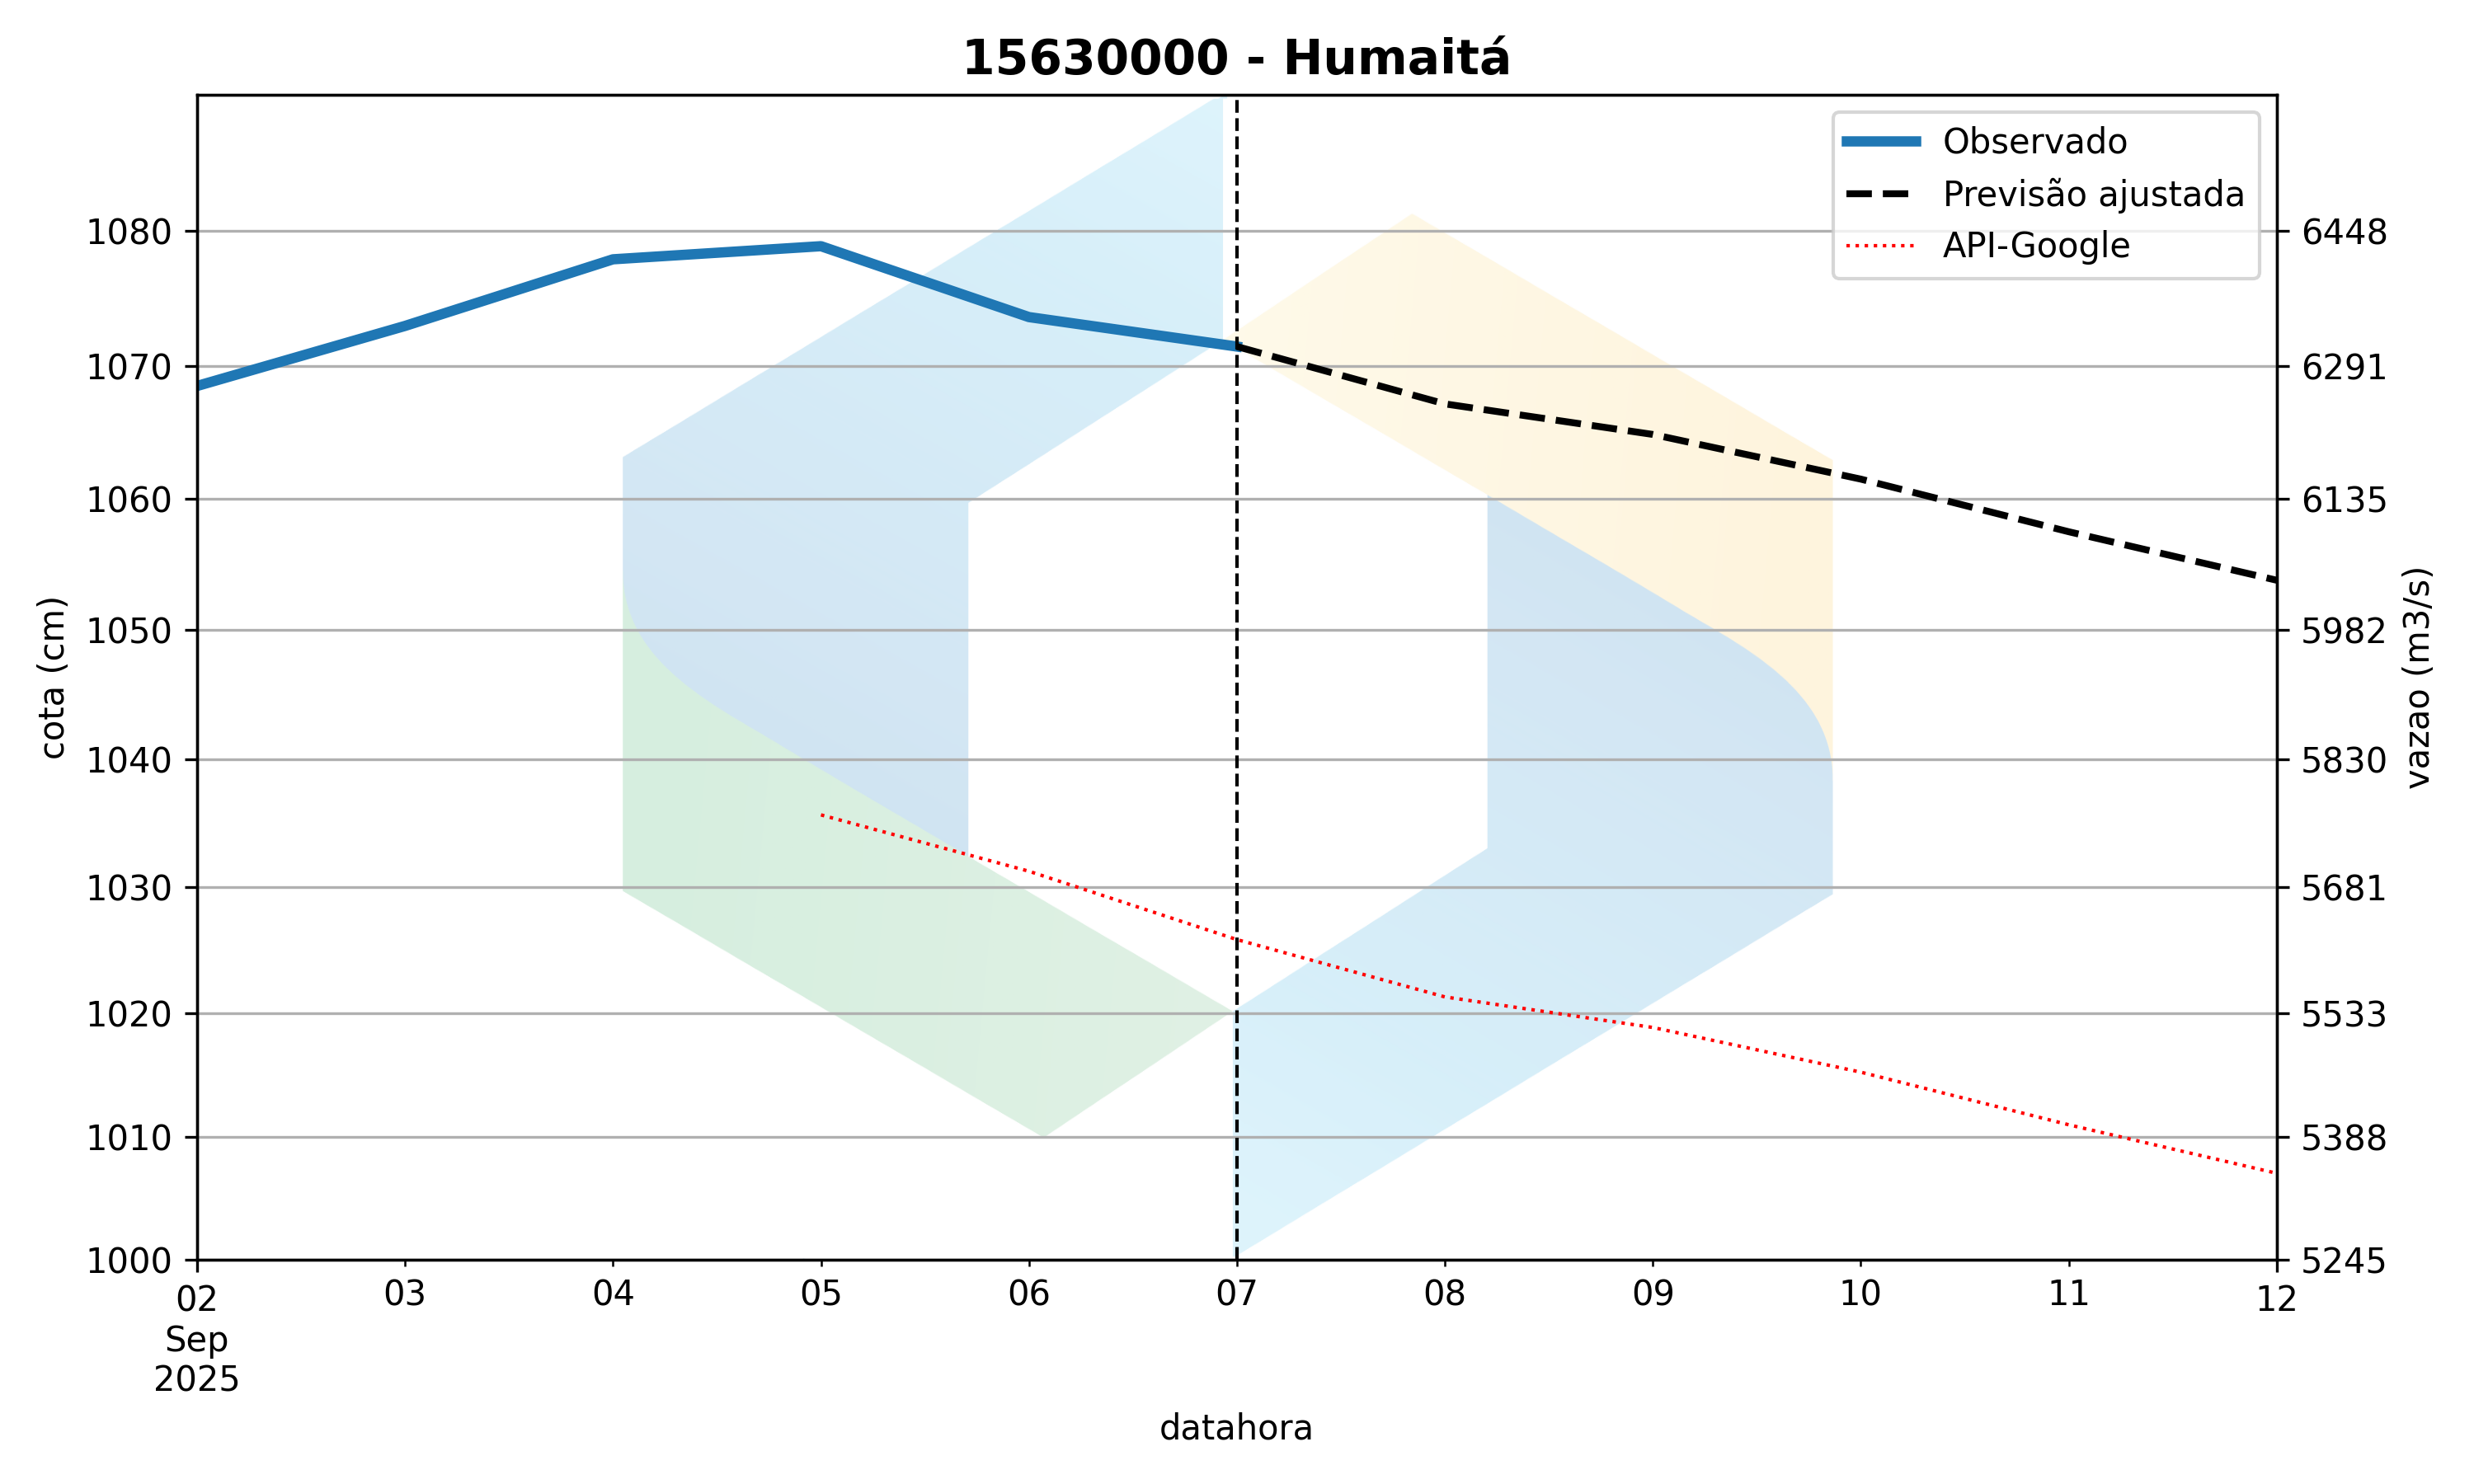 15630000 - Humaitá
Observado
Previsão ajustada
API-Google
cota (cm)
1080
1070
1060
1050
1040
1030
1020
1010
1000
6448
6291
6135
5982
5830
5681
5533
5388
5245
vazao (m3/s)
02 03 04 05 06 07 08 09 10 11 12
Sep
2025
datahora